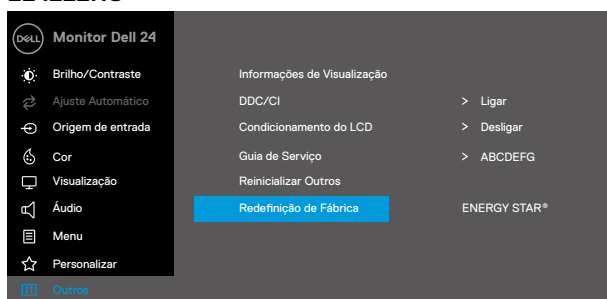 DELL
Monitor Dell 24
Brilho/Contraste
Informações de Visualização
Ajuste Automático
DDC/CI > Ligar
Origem de entrada
Condicionamento do LCD > Desligar
Cor
Guia de Serviço > ABCDEFG
Visualização
Reinicializar Outros
Áudio
Redefinição de Fábrica ENERGY STAR®
Menu
Personalizar
Outros